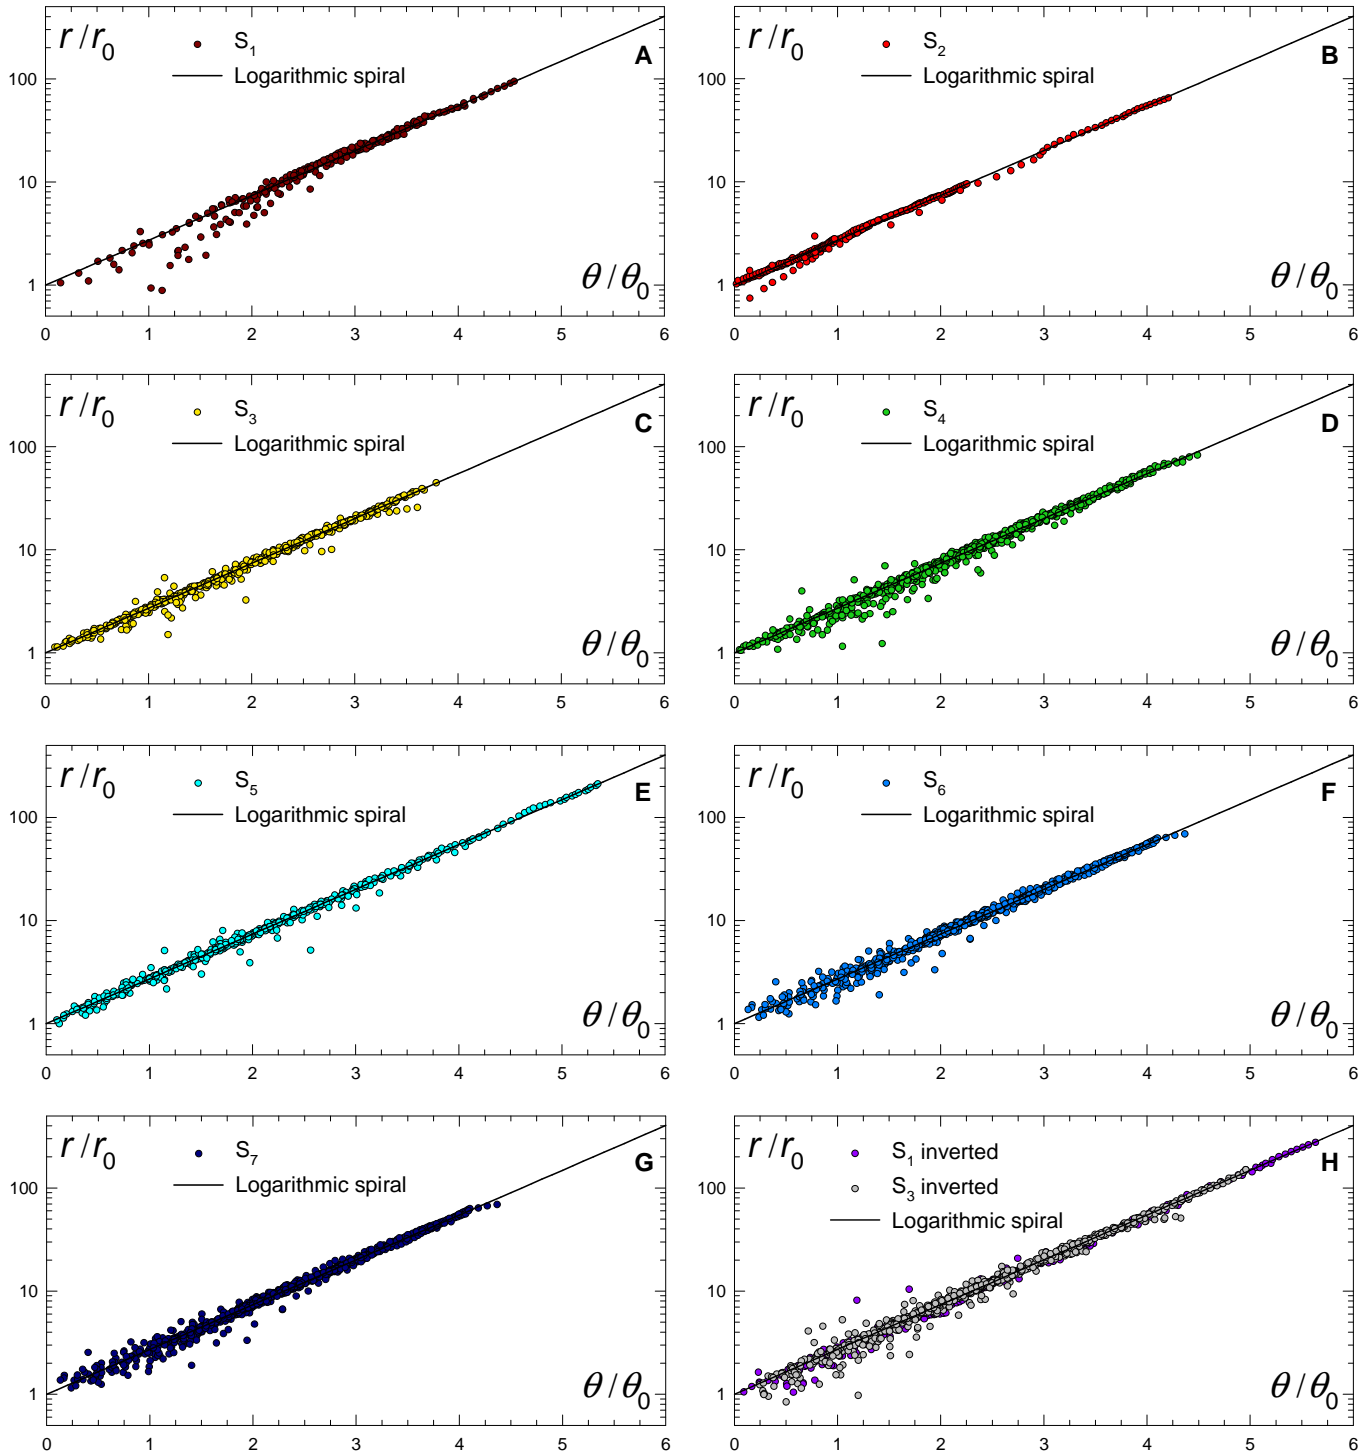 r/r0 S1 A
Logarithmic spiral
100
10
1
θ/θ0
0 1 2 3 4 5 6
r/r0 S2 B
Logarithmic spiral
100
10
1
θ/θ0
0 1 2 3 4 5 6
r/r0 S3 C
Logarithmic spiral
100
10
1
θ/θ0
0 1 2 3 4 5 6
r/r0 S4 D
Logarithmic spiral
100
10
1
θ/θ0
0 1 2 3 4 5 6
r/r0 S5 E
Logarithmic spiral
100
10
1
θ/θ0
0 1 2 3 4 5 6
r/r0 S6 F
Logarithmic spiral
100
10
1
θ/θ0
0 1 2 3 4 5 6
r/r0 S7 G
Logarithmic spiral
100
10
1
θ/θ0
0 1 2 3 4 5 6
r/r0 S1 inverted H
S3 inverted
100
Logarithmic spiral
10
1
θ/θ0
0 1 2 3 4 5 6